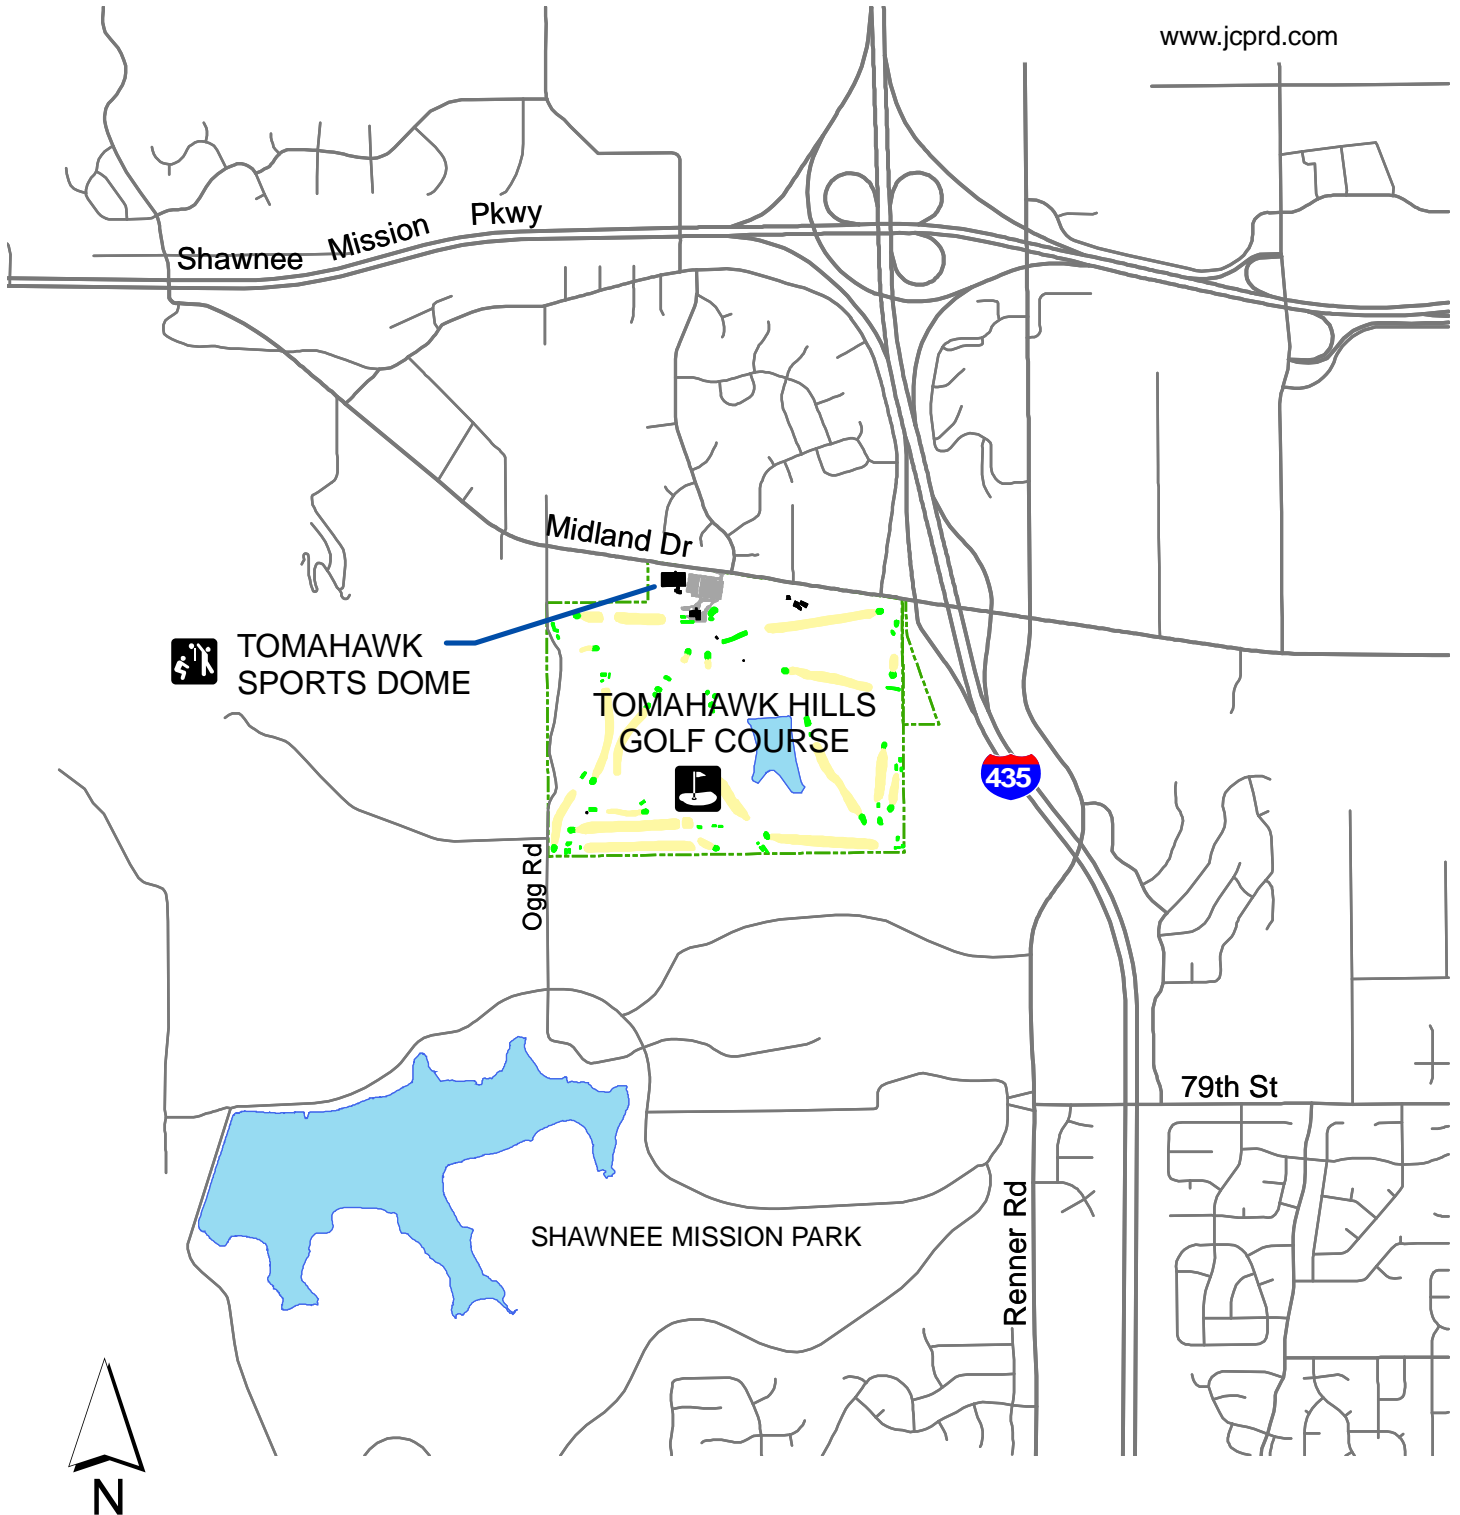 www.jcprd.com
Shawnee Mission Pkwy
Midland Dr
TOMAHAWK
SPORTS DOME
TOMAHAWK HILLS
GOLF COURSE
435
Ogg Rd
79th St
Renner Rd
SHAWNEE MISSION PARK
N